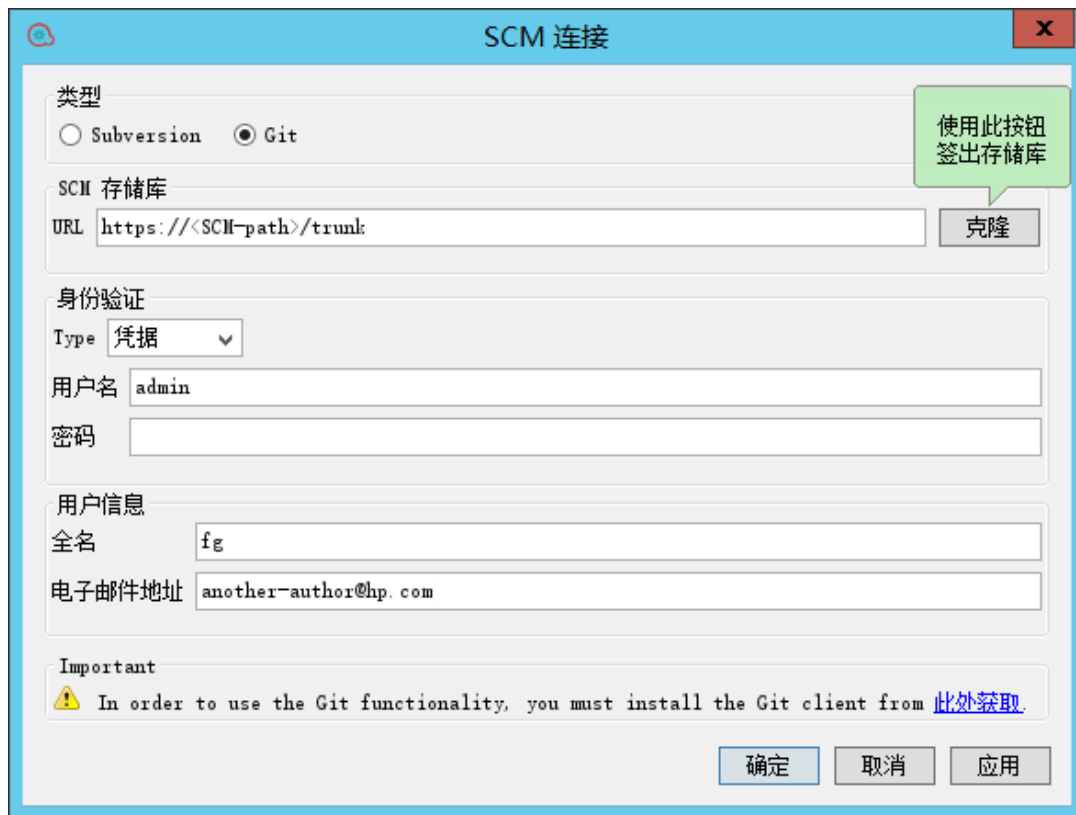 SCM 连接
x
类型
Subversion
Git
使用此按钮
签出存储库
SCM 存储库
URL
https://<SCM-path>/trunk
克隆
身份验证
Type
凭据
用户名
admin
密码
用户信息
全名
fg
电子邮件地址
another-author@hp.com
Important
In order to use the Git functionality, you must install the Git client from 此处获取.
确定
取消
应用